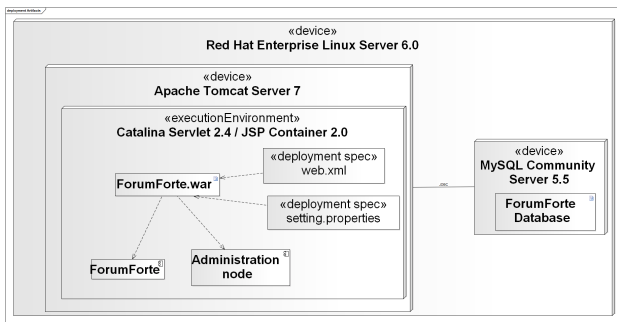 deployment Artifacts
«device»
Red Hat Enterprise Linux Server 6.0
«device»
Apache Tomcat Server 7
«executionEnvironment»
Catalina Servlet 2.4 / JSP Container 2.0
«deployment spec»
web.xml
ForumForte.war
«deployment spec»
setting.properties
ForumForte
Administration
node
JDBC
«device»
MySQL Community
Server 5.5
ForumForte
Database